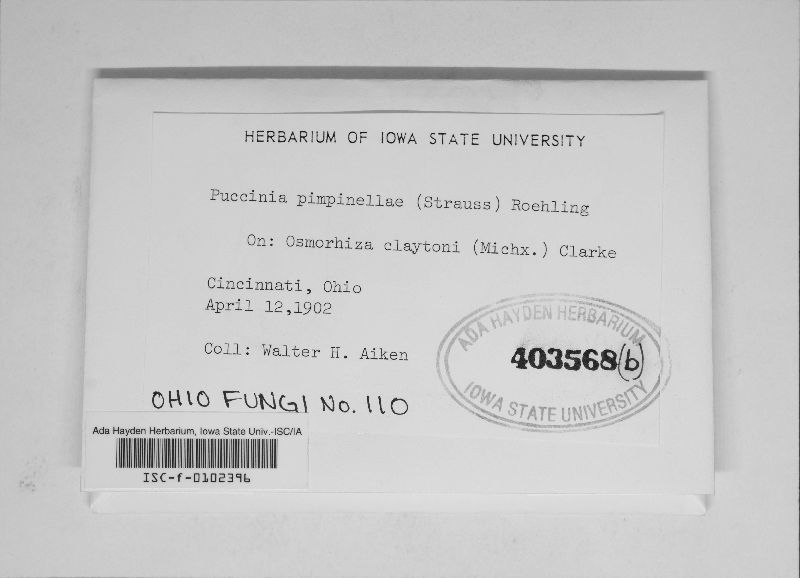 HERBARIUM OF IOWA STATE UNIVERSITY
Puccinia pimpinellae (Strauss) Roehling
On: Osmorhiza claytoni (Michx.) Clarke
Cincinnati, Ohio
April 12,1902
Coll: Walter H. Aiken
ADA HAYDEN HERBARIUM
403568(b)
IOWA STATE UNIVERSITY
OHIO FUNGI No. 110
Ada Hayden Herbarium, Iowa State Univ.-ISC/IA
ISC-f-0102396